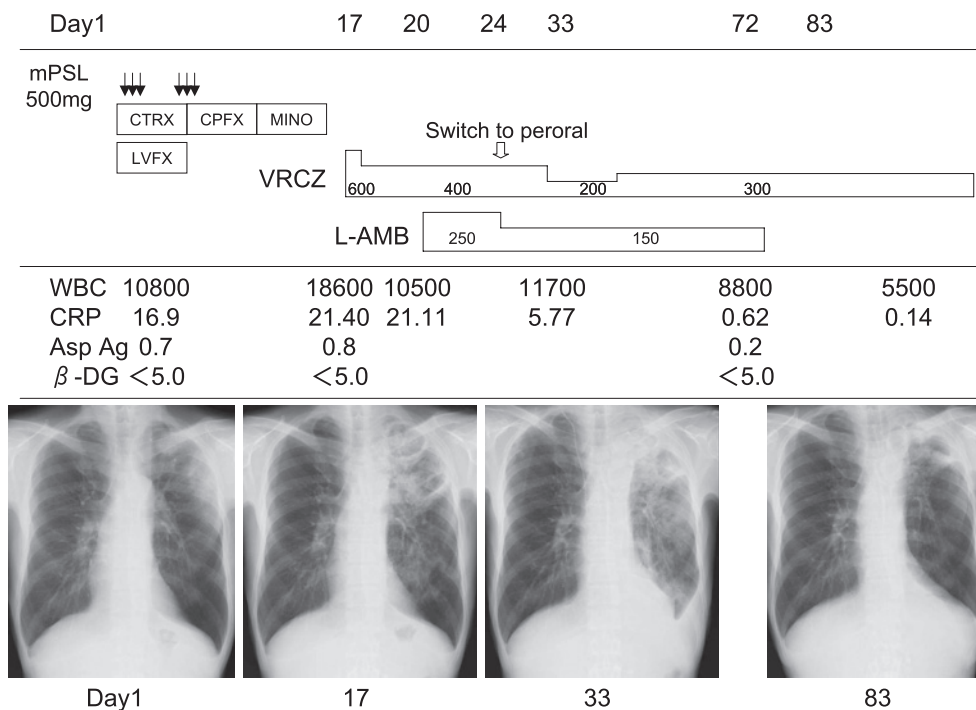 Day1 17 20 24 33 72 83
mPSL
500mg
CTRX CPFX MINO
LVFX
Switch to peroral
VRCZ
600 400 200 300
L-AMB
250 150
WBC 10800 18600 10500 11700 8800 5500
CRP 16.9 21.40 21.11 5.77 0.62 0.14
Asp Ag 0.7 0.8 0.2
β-DG <5.0 <5.0 <5.0
Day1 17 33 83